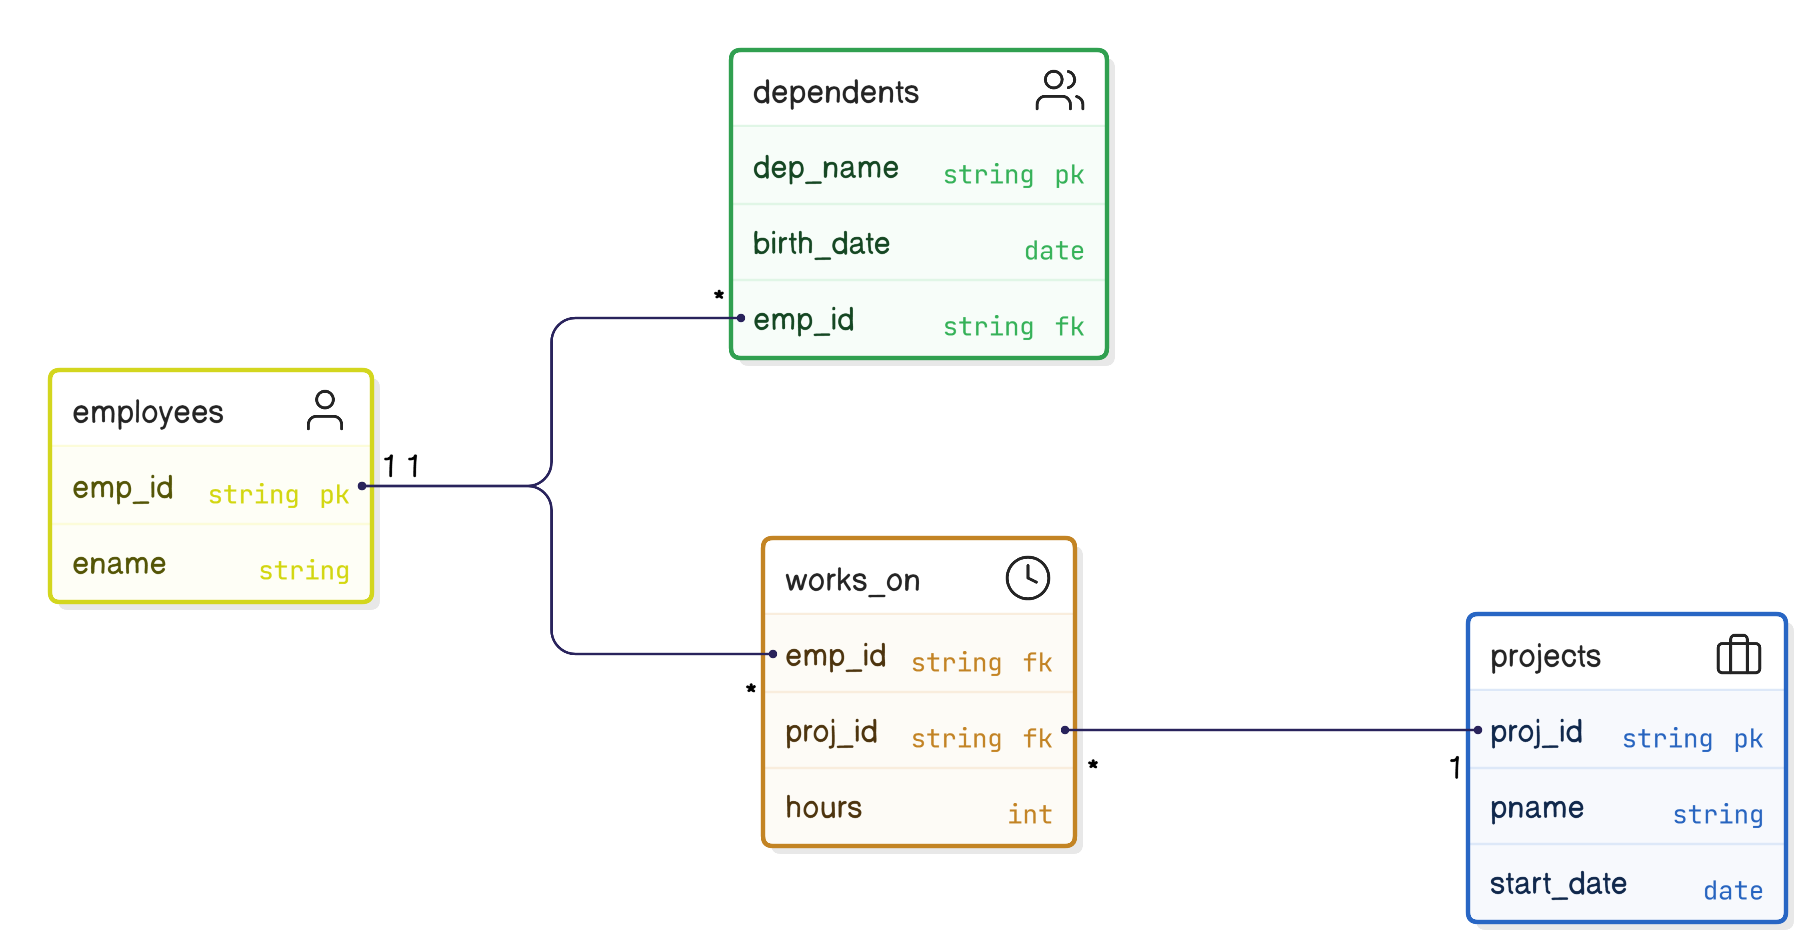 dependents
dep_name string pk
birth_date date
*
emp_id string fk
employees
1 1
emp_id string pk
ename string
works_on
emp_id string fk
*
proj_id string fk
*
hours int
projects
proj_id string pk
1
pname string
start_date date